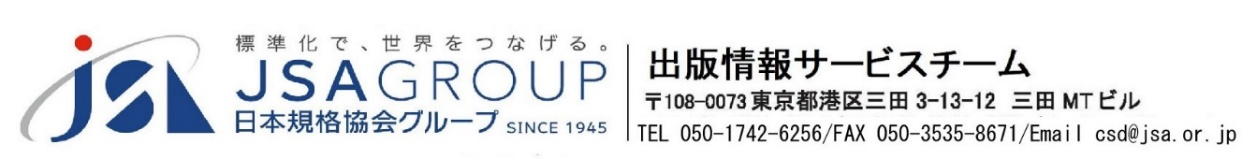 JSA
標準化で、世界をつなげる。
JSAGROUP
日本規格協会グループ SINCE 1945
出版情報サービスチーム
〒108-0073 東京都港区三田 3-13-12 三田 MTビル
TEL 050-1742-6256/FAX 050-3535-8671/Email csd@jsa.or.jp